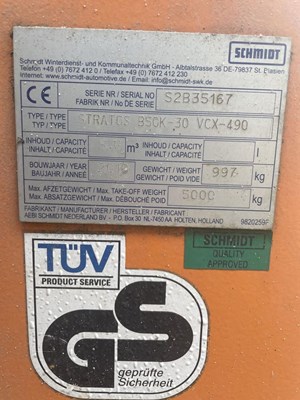 SCHMIDT
Schmidt Winterdienst- und Kommunaltechnik GmbH - Albtalstrasse 36 DE-79837 St. Blasien
Telefon +49 (0) 7672 412 0 / Telefax +49 (0) 7672 412 230
www.schmidt-automotive.de / info@schmidt-swk.de
CE
SERIE NR / SERIAL NO S2B35167
FABRIK NR / No DE SERIE
TYPE / TYPE STRATOS B50K-30 VCX-490
TYP / TYPE
INHOUD / CAPACITY m³ INHOUD / CAPACITY l
INHALT / CAPACITE INHALT / CAPACITE
BOUWJAAR / YEAR GEWICHT / WEIGHT 997 kg
BAUJAHR / ANNEE GEWICHT / POID VIDE
Max. AFZETGEWICHT / Max. TAKE-OFF WEIGHT 5000 kg
Max. ABSETZGEWICHT / Max. DÉBOUCHE POID
FABRIKANT / MANUFACTURER / HERSTELLER / FABRICANT
AEBI SCHMIDT NEDERLAND BV - P.O. Box 30 NL-7450 AA HOLTEN, HOLLAND
9820259F
SCHMIDT
QUALITY
APPROVED
TÜV
PRODUCT SERVICE
GS
geprüfte
Sicherheit